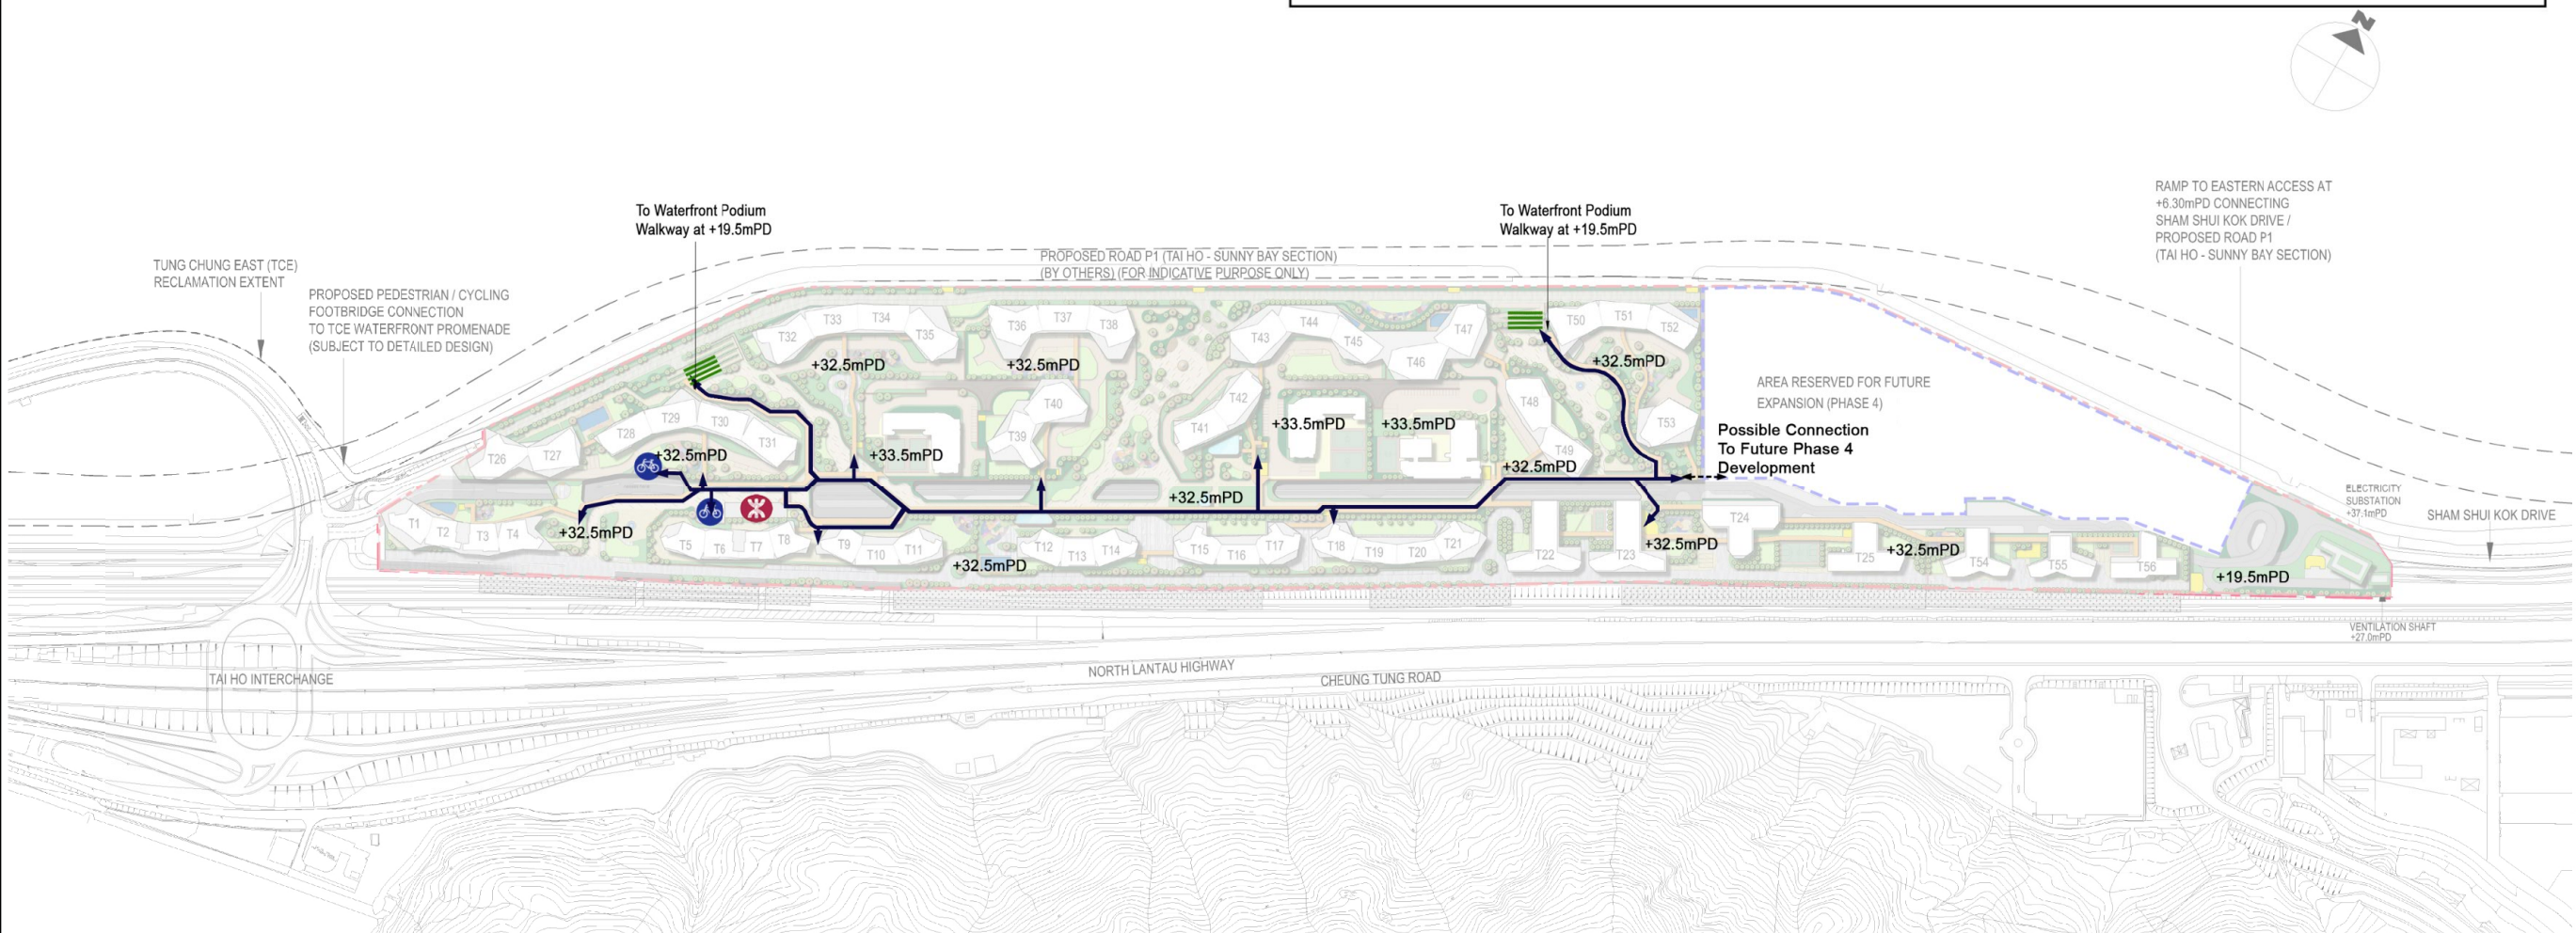 N
RAMP TO EASTERN ACCESS AT
+6.30mPD CONNECTING
SHAM SHUI KOK DRIVE /
PROPOSED ROAD P1
(TAI HO - SUNNY BAY SECTION)
To Waterfront Podium
Walkway at +19.5mPD
To Waterfront Podium
Walkway at +19.5mPD
PROPOSED ROAD P1 (TAI HO - SUNNY BAY SECTION)
(BY OTHERS) (FOR INDICATIVE PURPOSE ONLY)
TUNG CHUNG EAST (TCE)
RECLAMATION EXTENT
PROPOSED PEDESTRIAN / CYCLING
FOOTBRIDGE CONNECTION
TO TCE WATERFRONT PROMENADE
(SUBJECT TO DETAILED DESIGN)
T32
T33
T34
T35
T36
T37
T38
T43
T44
T45
T46
T47
T50
T51
T52
+32.5mPD
+32.5mPD
+32.5mPD
AREA RESERVED FOR FUTURE
EXPANSION (PHASE 4)
T26
T27
T28
T29
T30
T31
T39
T40
T41
T42
T48
T49
T53
+33.5mPD
+33.5mPD
Possible Connection
To Future Phase 4
Development
+32.5mPD
+33.5mPD
+32.5mPD
+32.5mPD
ELECTRICITY
SUBSTATION
+37.1mPD
SHAM SHUI KOK DRIVE
T1
T2
T3
T4
+32.5mPD
T5
T6
T7
T8
T9
T10
T11
+32.5mPD
T12
T13
T14
T15
T16
T17
T18
T19
T20
T21
T22
T23
+32.5mPD
T24
T25
+32.5mPD
T54
T55
T56
+19.5mPD
VENTILATION SHAFT
+27.0mPD
TAI HO INTERCHANGE
NORTH LANTAU HIGHWAY
CHEUNG TUNG ROAD